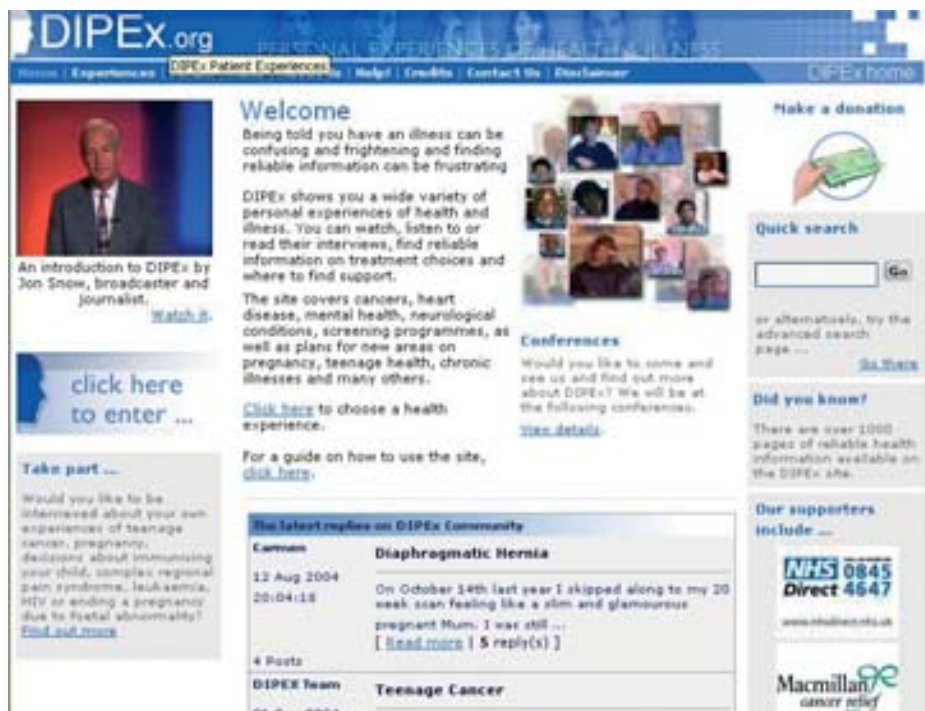 DIPEx.org
PERSONAL EXPERIENCES OF HEALTH & ILLNESS
Home | Experiences |
DIPEx Patient Experiences
| Help! | Credits | Contact Us | Disclaimer
DIPEx home
An introduction to DIPEx by
Jon Snow, broadcaster and
journalist.
Watch it.
click here
to enter ...
Take part ...
Would you like to be
interviewed about your own
experiences of teenage
cancer, pregnancy,
decisions about immunising
your child, complex regional
pain syndrome, leukaemia,
HIV or ending a pregnancy
due to foetal abnormality?
Find out more
Welcome
Being told you have an illness can be
confusing and frightening and finding
reliable information can be frustrating
DIPEx shows you a wide variety of
personal experiences of health and
illness. You can watch, listen to or
read their interviews, find reliable
information on treatment choices and
where to find support.
The site covers cancers, heart
disease, mental health, neurological
conditions, screening programmes, as
well as plans for new areas on
pregnancy, teenage health, chronic
illnesses and many others.
Click here to choose a health
experience.
For a guide on how to use the site,
click here.
Conferences
Would you like to come and
see us and find out more
about DIPEx? We will be at
the following conferences.
View details.
The latest replies on DIPEx Community
Carmen
12 Aug 2004
20:04:18
4 Posts
Diaphragmatic Hernia
On October 14th last year I skipped along to my 20
week scan feeling like a slim and glamourous
pregnant Mum. I was still ...
[ Read more | 5 reply(s) ]
DIPEX Team
Teenage Cancer
Make a donation
Quick search
Go
or alternatively, try the
advanced search
page ...
Go there
Did you know?
There are over 1000
pages of reliable health
information available on
the DIPEx site.
Our supporters
include ...
NHS 0845
Direct 4647
www.nhsdirect.nhs.uk
Macmillan
cancer relief